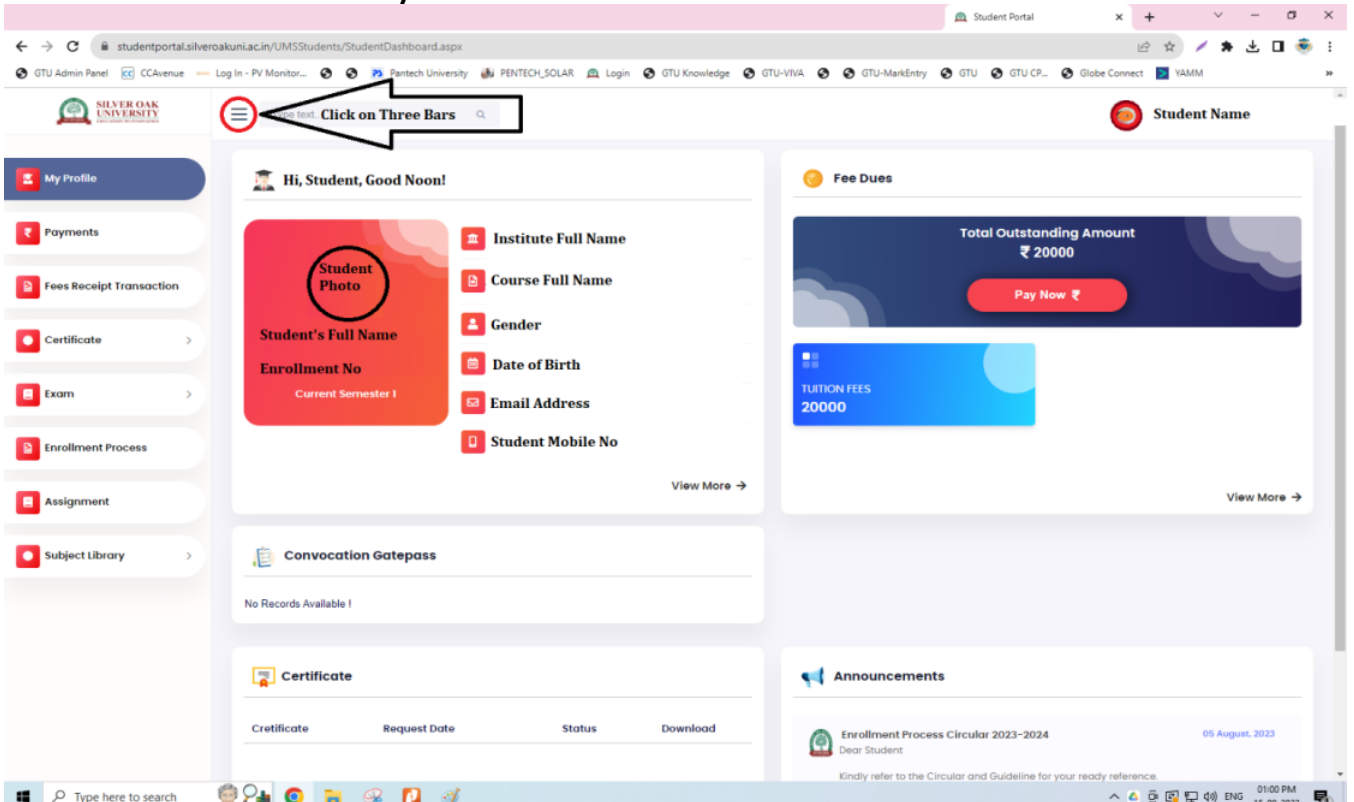 Student Portal
studentportal.silveroakuni.ac.in/UMSStudents/StudentDashboard.aspx
GTU Admin Panel
CCAvenue
Log In - PV Monitor...
Pantech University
PENTECH_SOLAR
Login
GTU Knowledge
GTU-VIVA
GTU-MarkEntry
GTU
GTU CP...
Globe Connect
YAMM
SILVER OAK
UNIVERSITY
text.
Click on Three Bars
Student Name
My Profile
Payments
Fees Receipt Transaction
Certificate
Exam
Enrollment Process
Assignment
Subject Library
Hi, Student, Good Noon!
Student
Photo
Student's Full Name
Enrollment No
Current Semester 1
Institute Full Name
Course Full Name
Gender
Date of Birth
Email Address
Student Mobile No
View More →
Fee Dues
Total Outstanding Amount
₹ 20000
Pay Now ₹
TUITION FEES
20000
View More →
Convocation Gatepass
No Records Available !
Certificate
Cretificate Request Date Status Download
Announcements
Enrollment Process Circular 2023-2024
05 August, 2023
Dear Student
Kindly refer to the Circular and Guideline for your ready reference.
Type here to search
ENG
01:00 PM